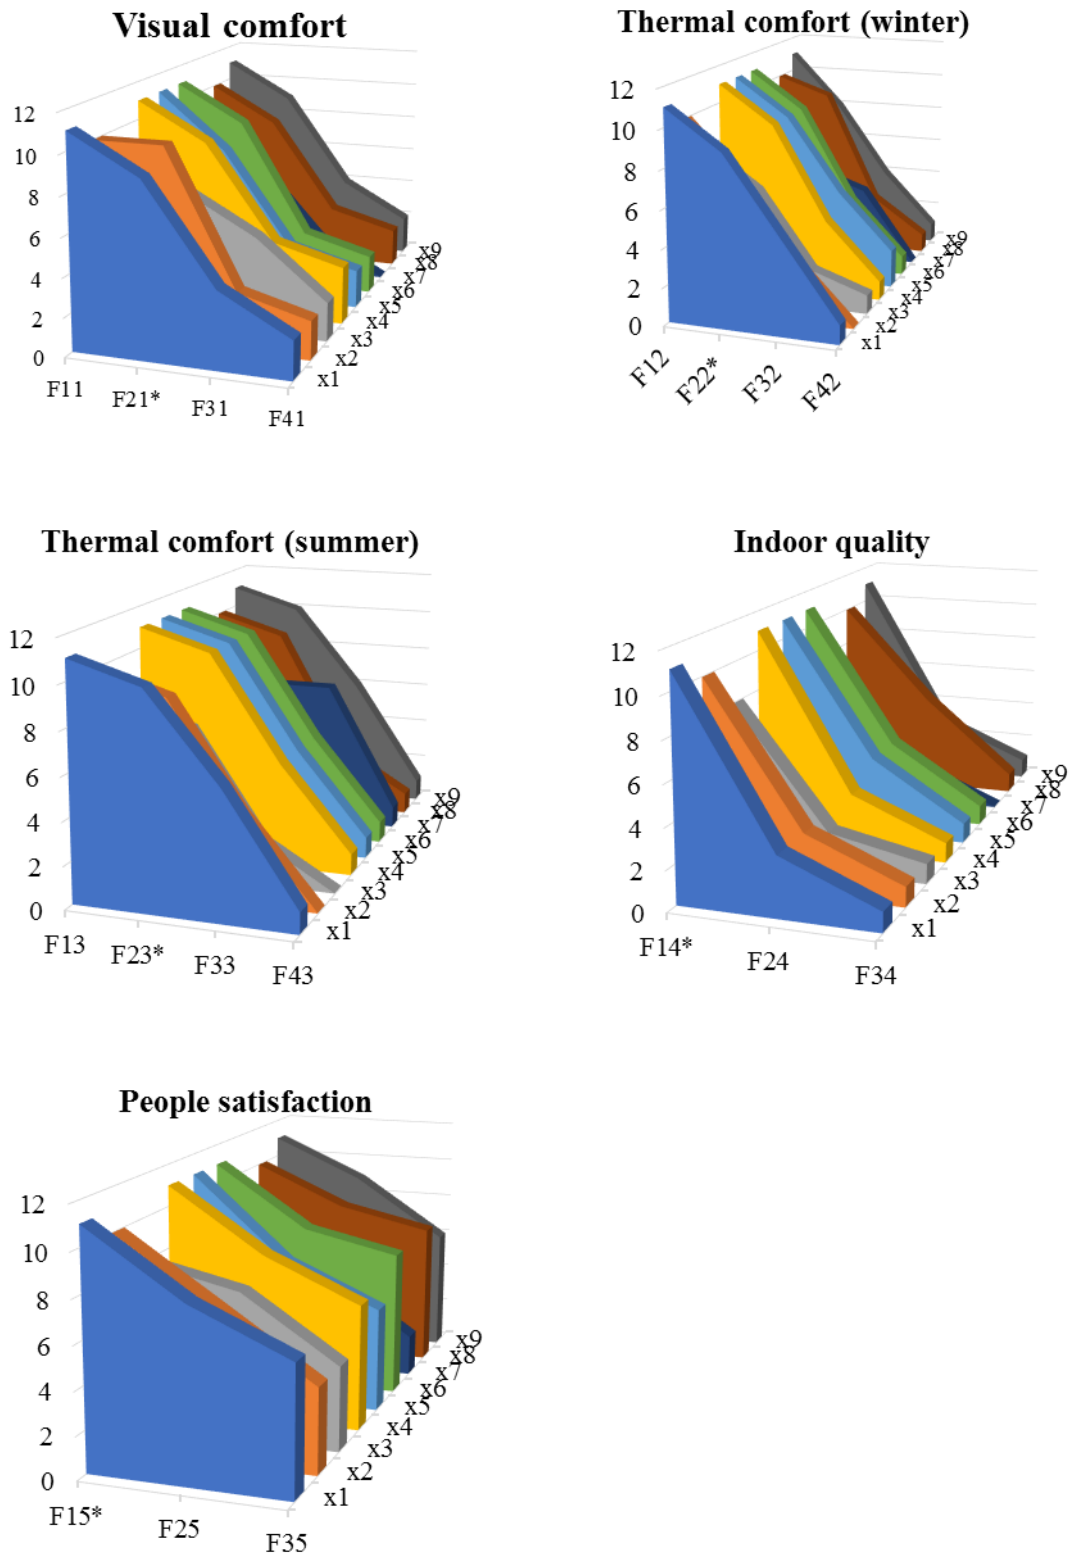 Visual comfort
12
10
8
6
4
2
0
F11
F21*
F31
F41
x1
x2
x3
x4
x5
x6
x7
x8
x9
Thermal comfort (winter)
12
10
8
6
4
2
0
F12
F22*
F32
F42
x1
x2
x3
x4
x5
x6
x7
x8
x9
Thermal comfort (summer)
12
10
8
6
4
2
0
F13
F23*
F33
F43
x1
x2
x3
x4
x5
x6
x7
x8
x9
Indoor quality
12
10
8
6
4
2
0
F14*
F24
F34
x1
x2
x3
x4
x5
x6
x7
x8
x9
People satisfaction
12
10
8
6
4
2
0
F15*
F25
F35
x1
x2
x3
x4
x5
x6
x7
x8
x9